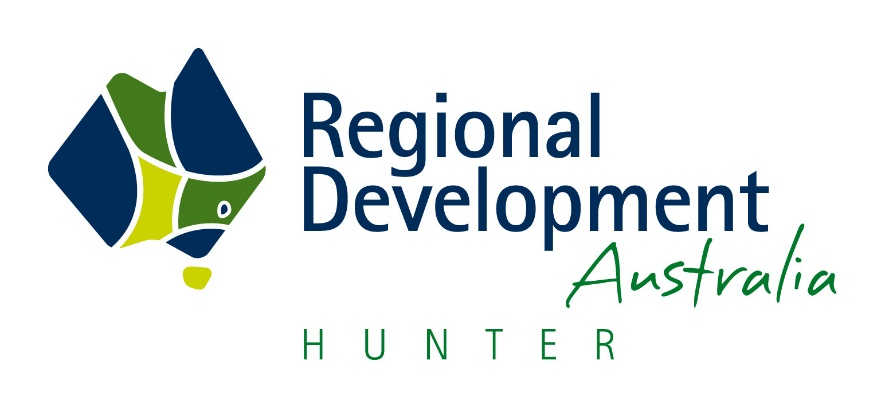 Regional
Development
Australia
HUNTER